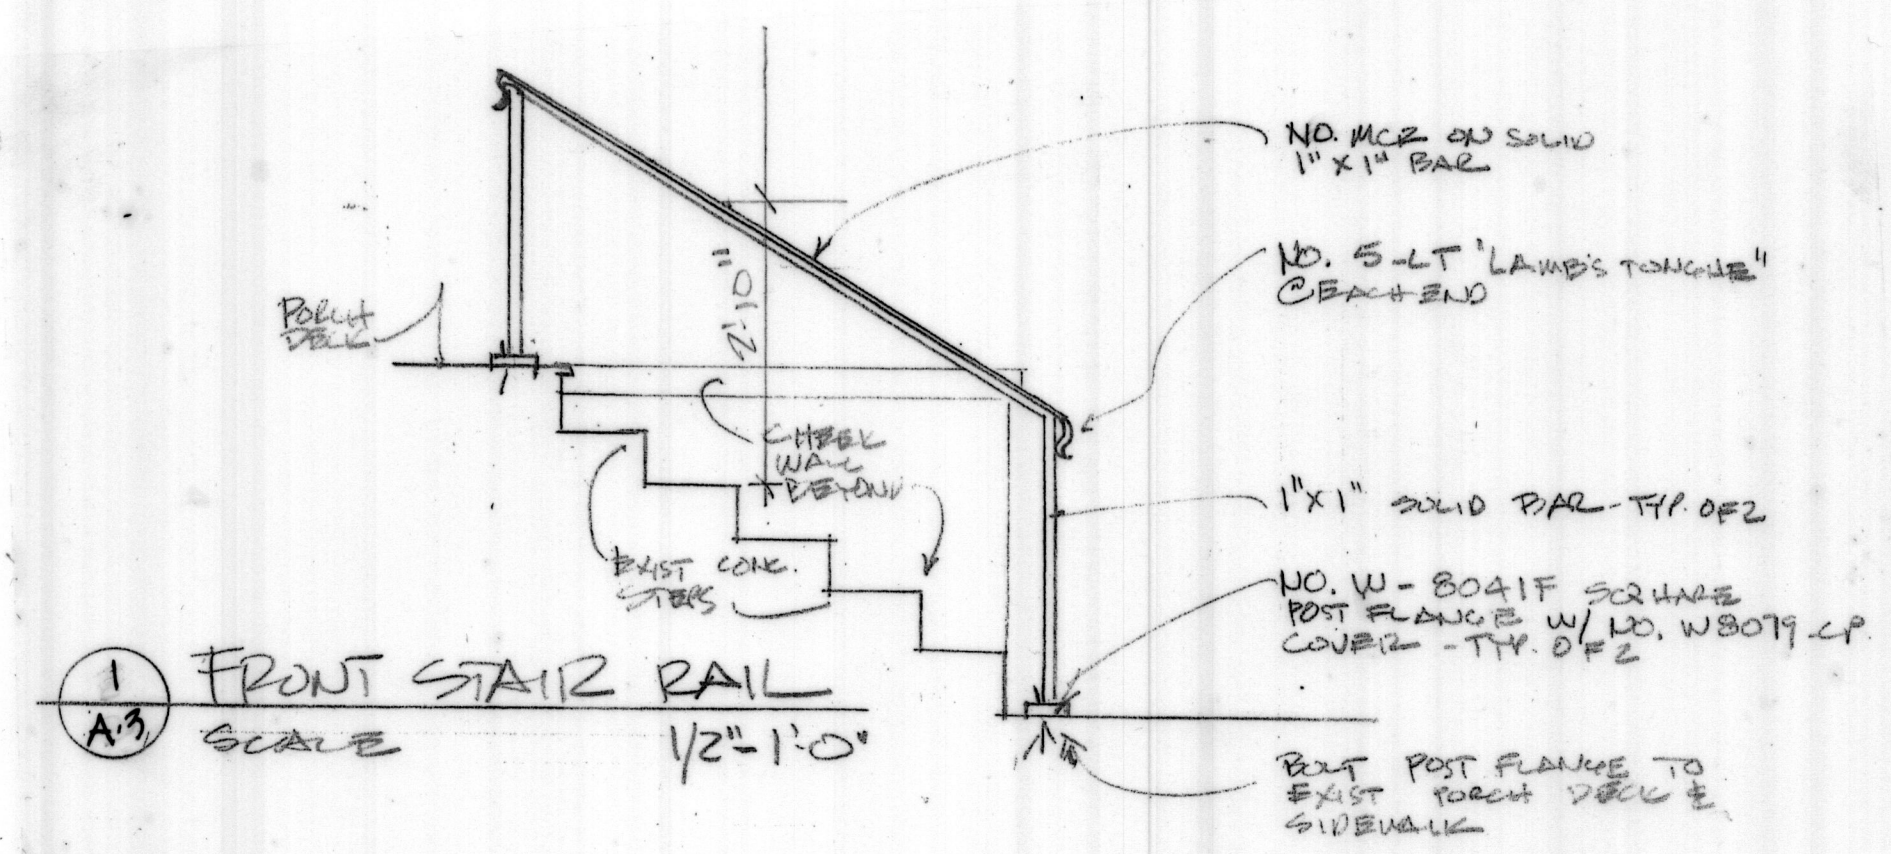 NO. MCR ON SOLID
1" X 1" BAR
NO. 5-LT "LAMB'S TONGUE"
@ EACH END
PORCH
DECK
2'-10"
CHEEK
WALL
BEYOND
1" X 1" SOLID BAR - TYP. OF 2
EXIST CONC.
STEPS
NO. W-8041F SQUARE
POST FLANGE W/ NO. W8079-CP.
COVER - TYP. OF 2
1
A.3
FRONT STAIR RAIL
SCALE 1/2"-1'-0"
BOLT POST FLANGE TO
EXIST PORCH DECK &
SIDEWALK